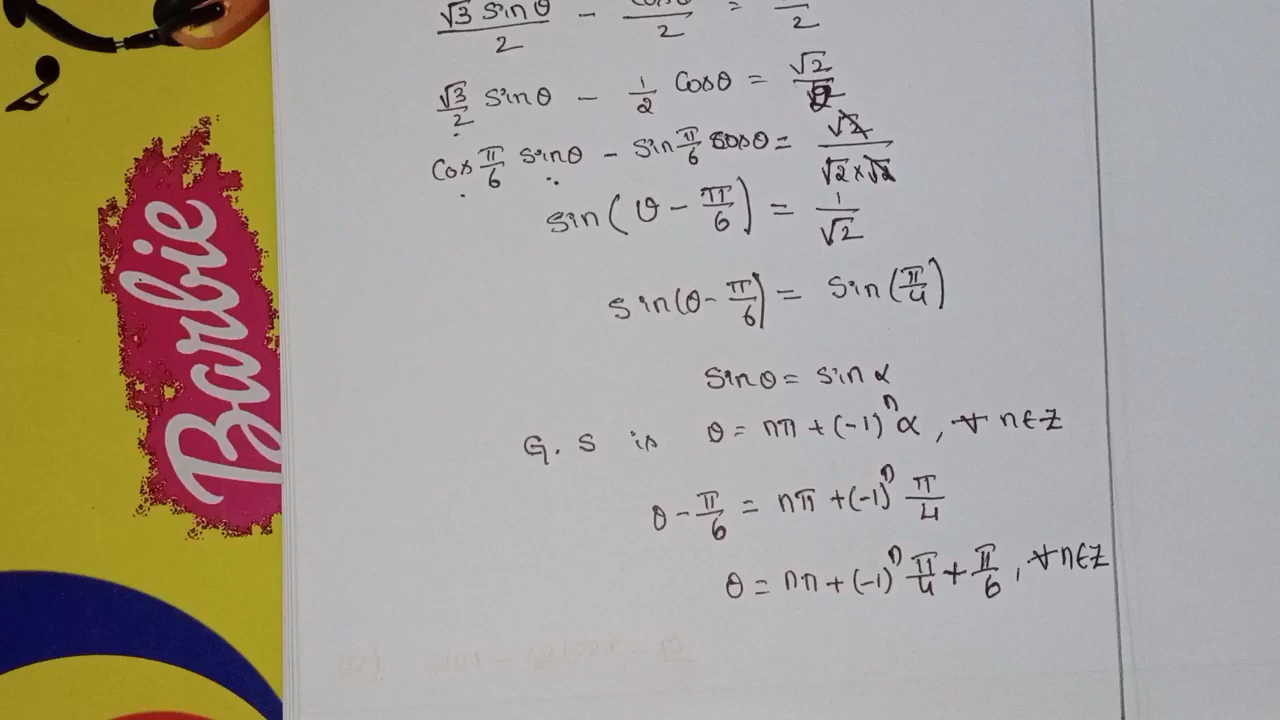 √3 sinθ/2 - cosθ/2 = /2
√3/2 sinθ - 1/2 cosθ = √2/2
cos π/6 sinθ - sin π/6 cosθ = √2/(√2×√2)
sin(θ - π/6) = 1/√2
sin(θ - π/6) = sin(π/4)
sinθ = sin α
G.S is θ = nπ + (-1)ⁿα, ∀ n∈Z
θ - π/6 = nπ + (-1)ⁿ π/4
θ = nπ + (-1)ⁿ π/4 + π/6, ∀ n∈Z
Barbie